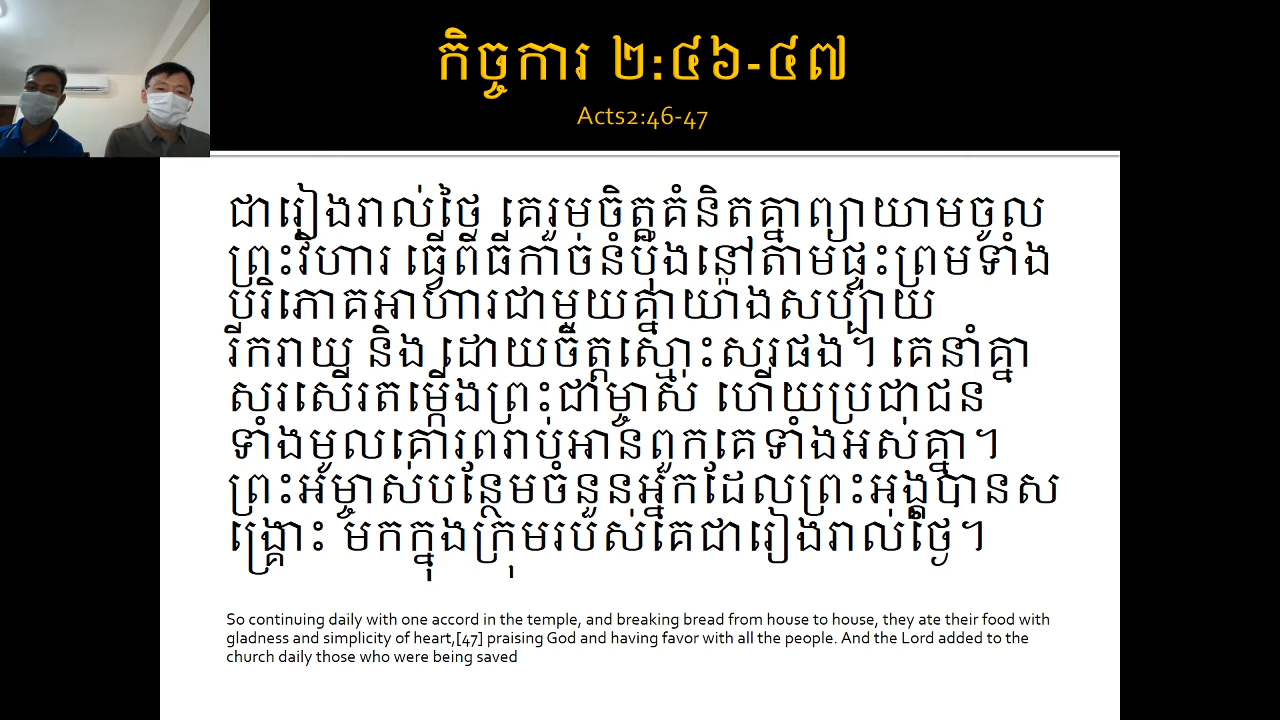 កិច្ចការ ២:៤៦-៤៧
Acts2:46-47
ជារៀងរាល់ថ្ងៃ គេរួមចិត្តគំនិតគ្នាព្យាយាមចូល
ព្រះវិហារ ធ្វើពិធីកាច់នំប៉័ងនៅតាមផ្ទះព្រមទាំង
បរិភោគអាហារជាមួយគ្នាយ៉ាងសប្បាយ
រីករាយ និង ដោយចិត្តស្មោះសរផង។ គេនាំគ្នា
សរសើរតម្កើងព្រះជាម្ចាស់ ហើយប្រជាជន
ទាំងមូលគោរពរាប់អានពួកគេទាំងអស់គ្នា។
ព្រះអម្ចាស់បន្ថែមចំនួនអ្នកដែលព្រះអង្គបានស
ង្គ្រោះ មកក្នុងក្រុមរបស់គេជារៀងរាល់ថ្ងៃ។
So continuing daily with one accord in the temple, and breaking bread from house to house, they ate their food with
gladness and simplicity of heart,[47] praising God and having favor with all the people. And the Lord added to the
church daily those who were being saved